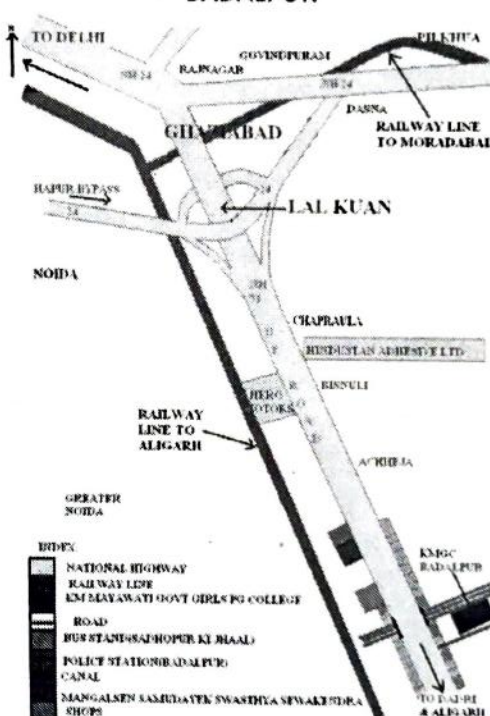 TO DELHI
PILKHUA
GOVINDPURAM
NH 24
RAJNAGAR
NH 24
DASNA
GHAZIABAD
RAILWAY LINE
TO MORADABAD
HAPUR BYPASS
24
24
LAL KUAN
NOIDA
NH
91
CHAPRAULA
HINDUSTAN ADHESIVE LTD
BISNULI
HERO
MOTORS
RAILWAY
LINE TO
ALIGARH
ACHHEJA
GREATER
NOIDA
KMGC
BADALPUR
INDEX
NATIONAL HIGHWAY
RAILWAY LINE
KM MAYAWATI GOVT GIRLS PG COLLEGE
ROAD
BUS STAND(SADHOPUR KI JHAAL)
POLICE STATION(BADALPUR)
CANAL
MANGALSEN SAMUDAYEK SWASTHYA SEWAKENDRA
SHOPS
TO DADRI
& ALIGARH